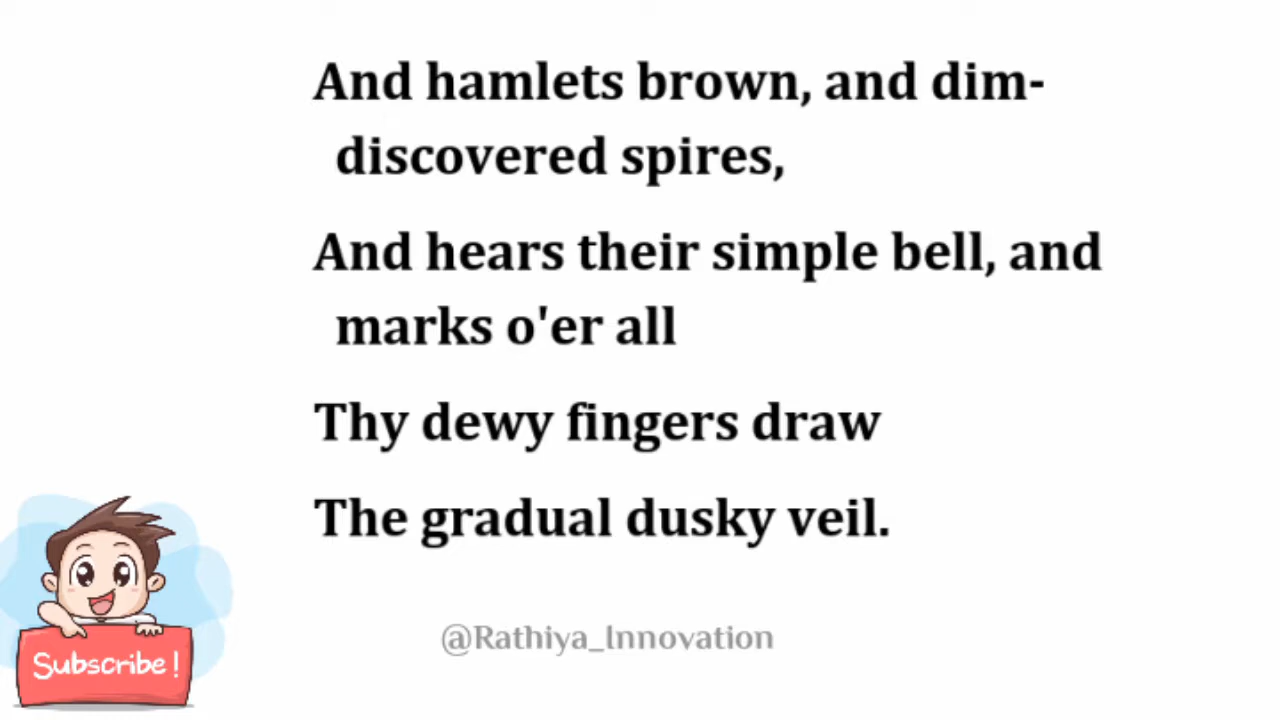 And hamlets brown, and dim-
discovered spires,
And hears their simple bell, and
marks o'er all
Thy dewy fingers draw
The gradual dusky veil.
@Rathiya_Innovation
Subscribe!